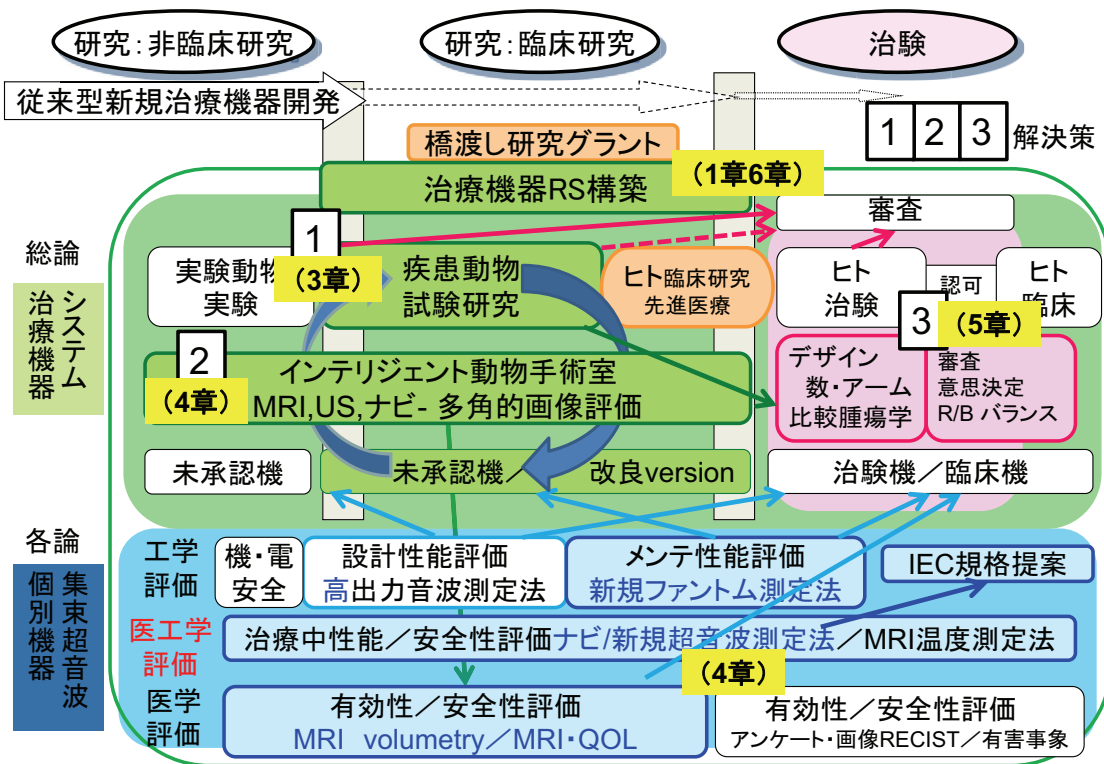 研究：非臨床研究
研究：臨床研究
治験
従来型新規治療機器開発
1 2 3 解決策
橋渡し研究グラント
治療機器RS構築
（1章6章）
審査
総論
治療機器
システム
実験動物
実験
1
（3章）
疾患動物
試験研究
ヒト臨床研究
先進医療
ヒト
治験
認可
ヒト
臨床
3
（5章）
2
（4章）
インテリジェント動物手術室
MRI,US,ナビ- 多角的画像評価
デザイン
数・アーム
比較腫瘍学
審査
意思決定
R/B バランス
未承認機
未承認機／ 改良version
治験機／臨床機
各論
個別機器
集束超音波
工学
評価
機・電
安全
設計性能評価
高出力音波測定法
メンテ性能評価
新規ファントム測定法
IEC規格提案
医工学
評価
治療中性能／安全性評価ナビ/新規超音波測定法／MRI温度測定法
（4章）
医学
評価
有効性／安全性評価
MRI volumetry／MRI・QOL
有効性／安全性評価
アンケート・画像RECIST／有害事象